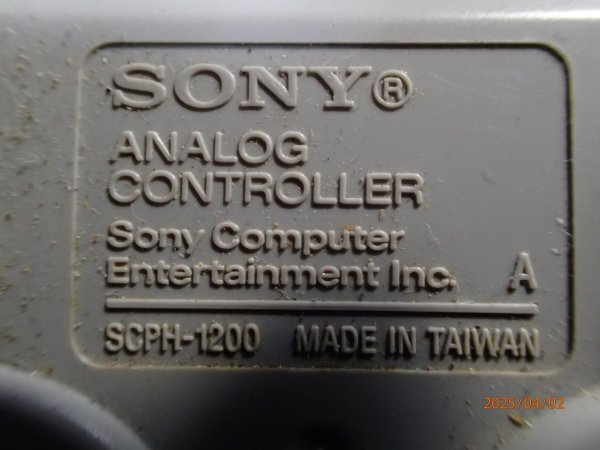 SONY®
ANALOG
CONTROLLER
Sony Computer
Entertainment Inc. A
SCPH-1200 MADE IN TAIWAN
2025/04/02